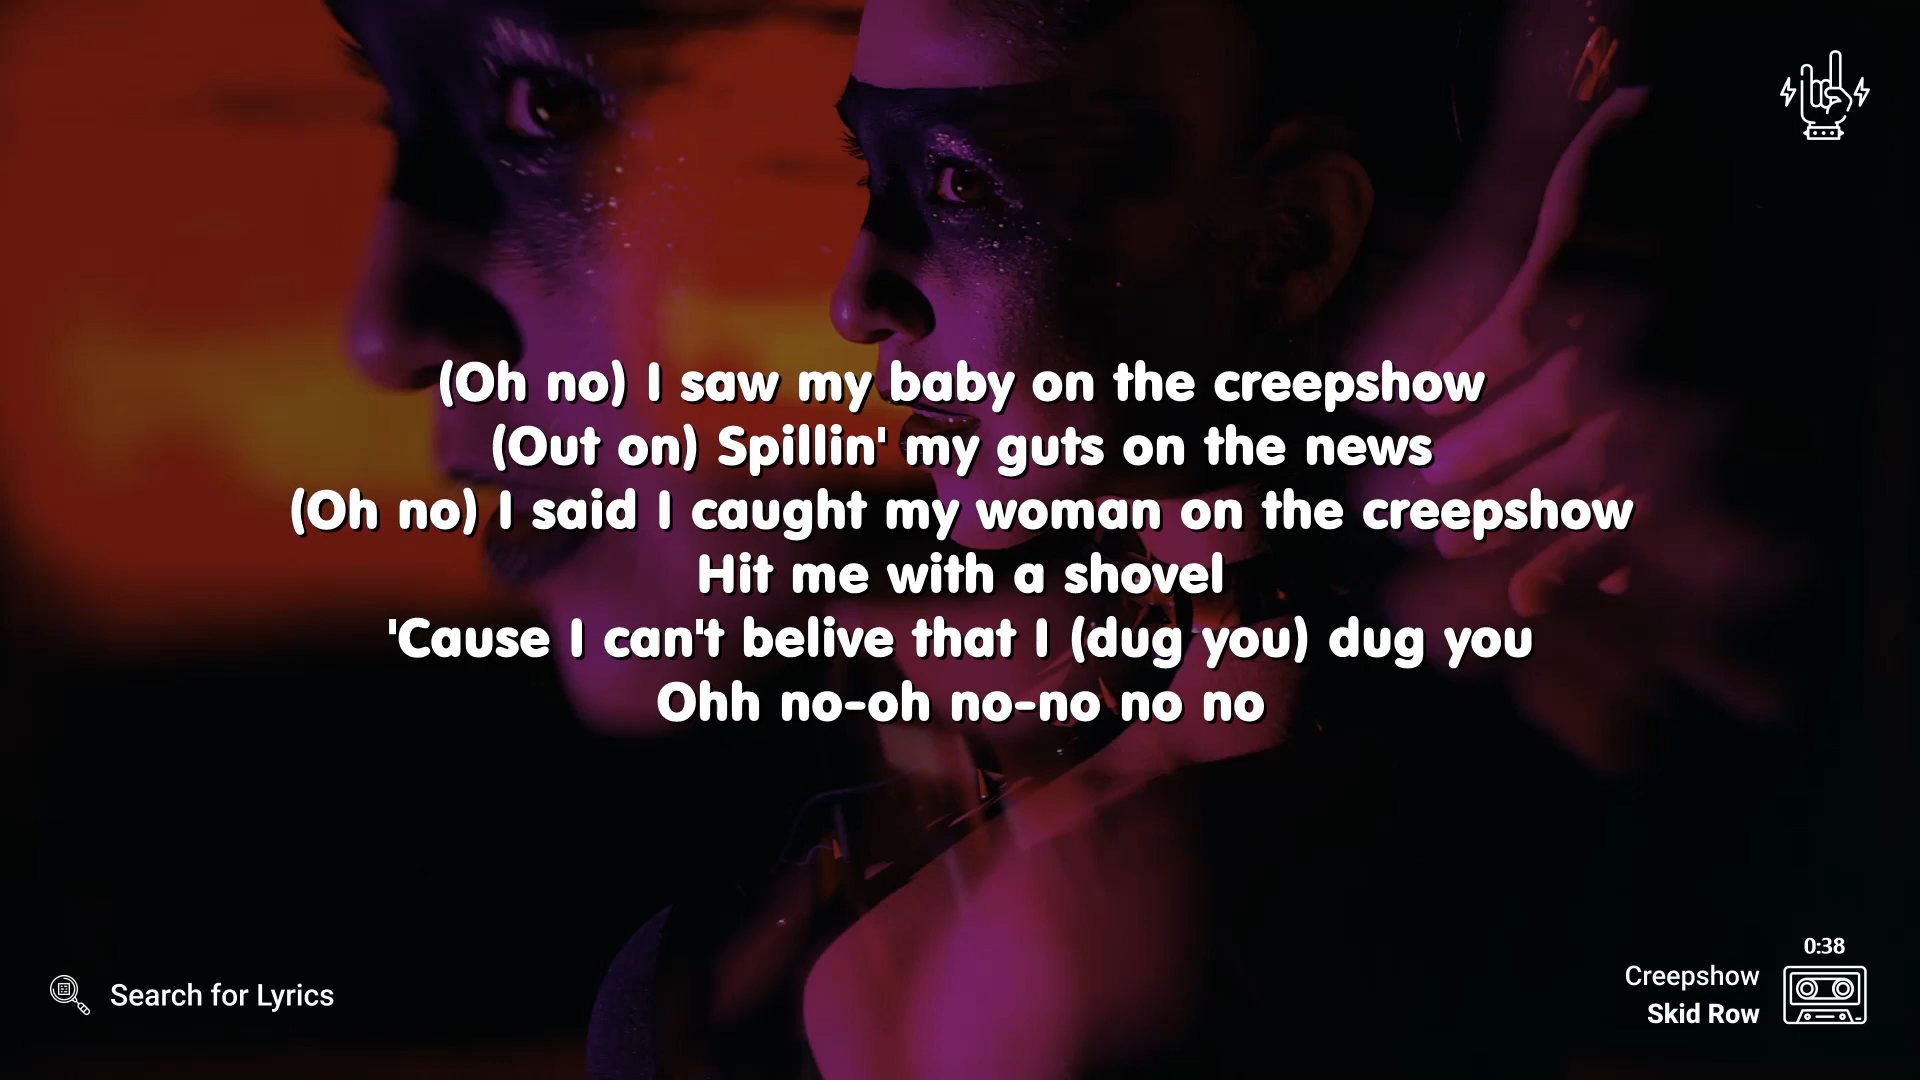 (Oh no) I saw my baby on the creepshow
(Out on) Spillin' my guts on the news
(Oh no) I said I caught my woman on the creepshow
Hit me with a shovel
'Cause I can't belive that I (dug you) dug you
Ohh no-oh no-no no no
Search for Lyrics
0:38
Creepshow
Skid Row